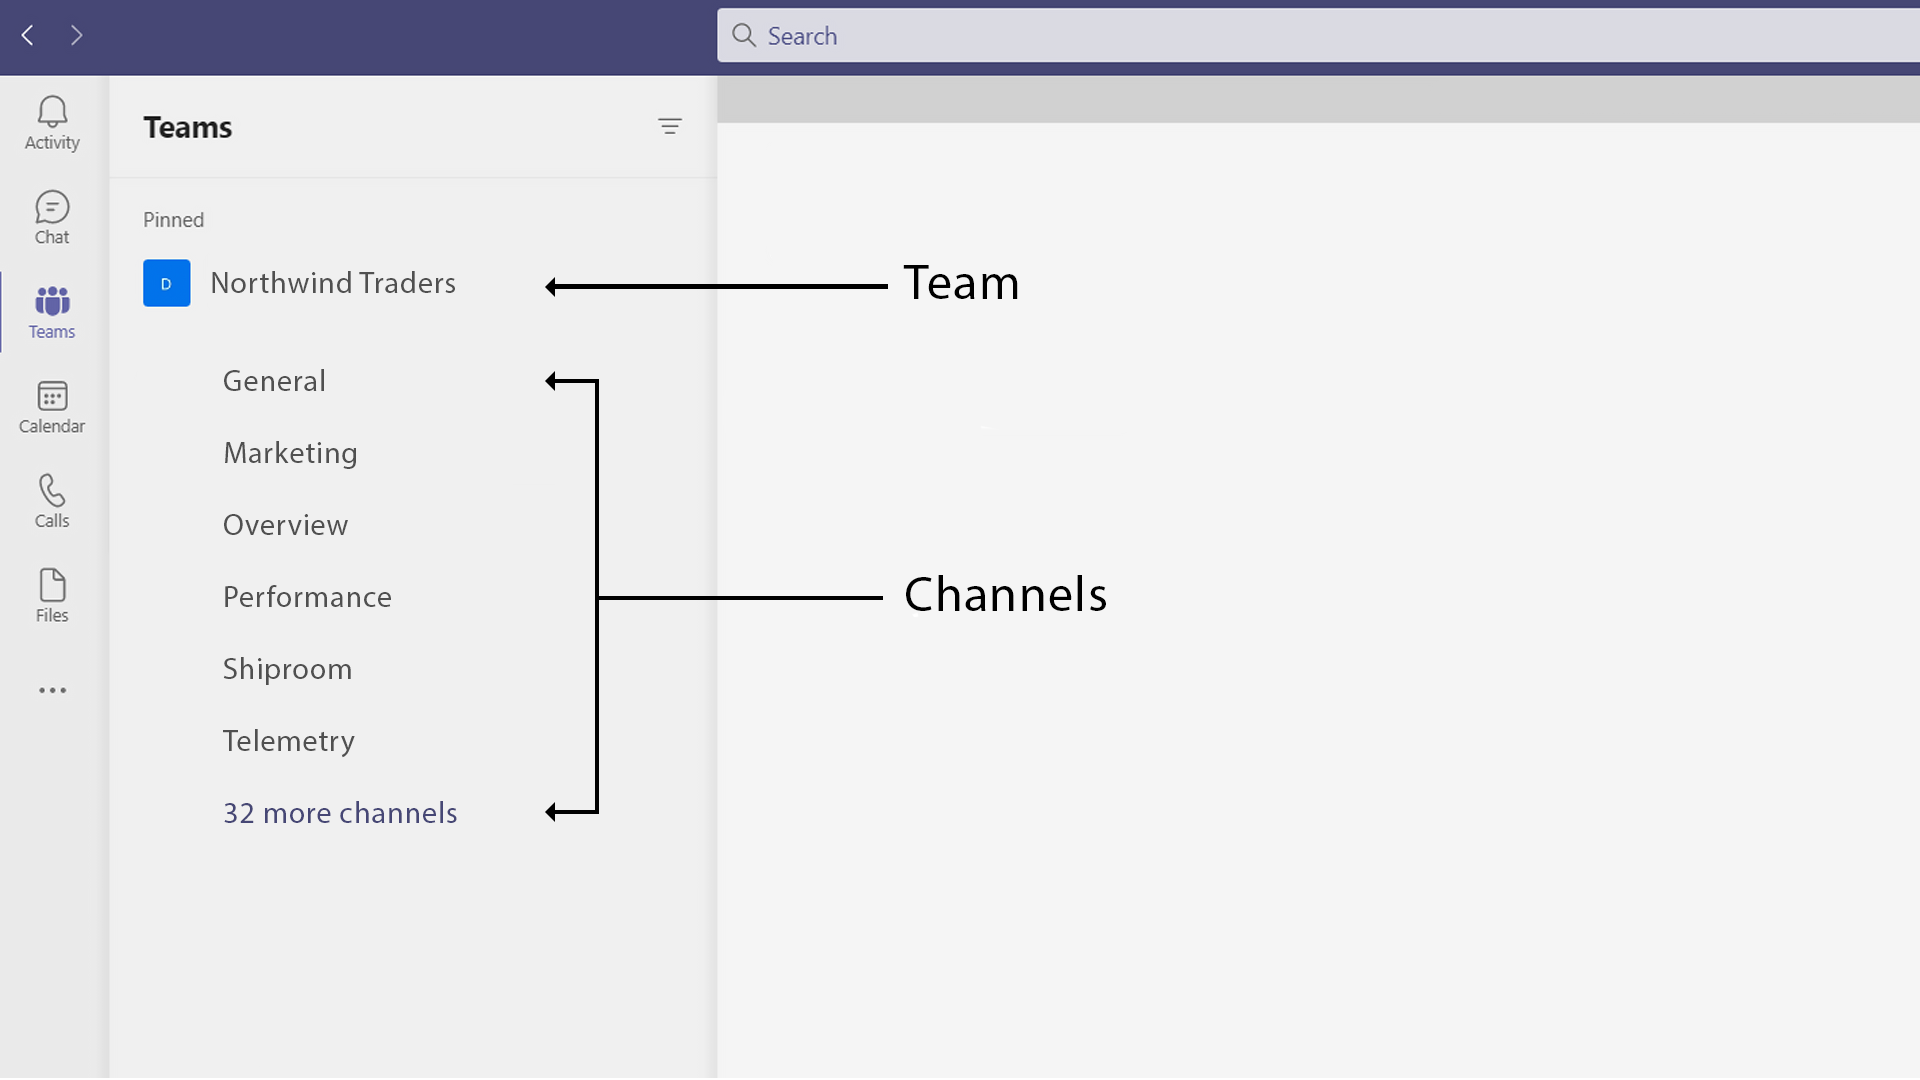 Search
Activity
Chat
Teams
Calendar
Calls
Files
Teams
Pinned
D
Northwind Traders
General
Marketing
Overview
Performance
Shiproom
Telemetry
32 more channels
Team
Channels